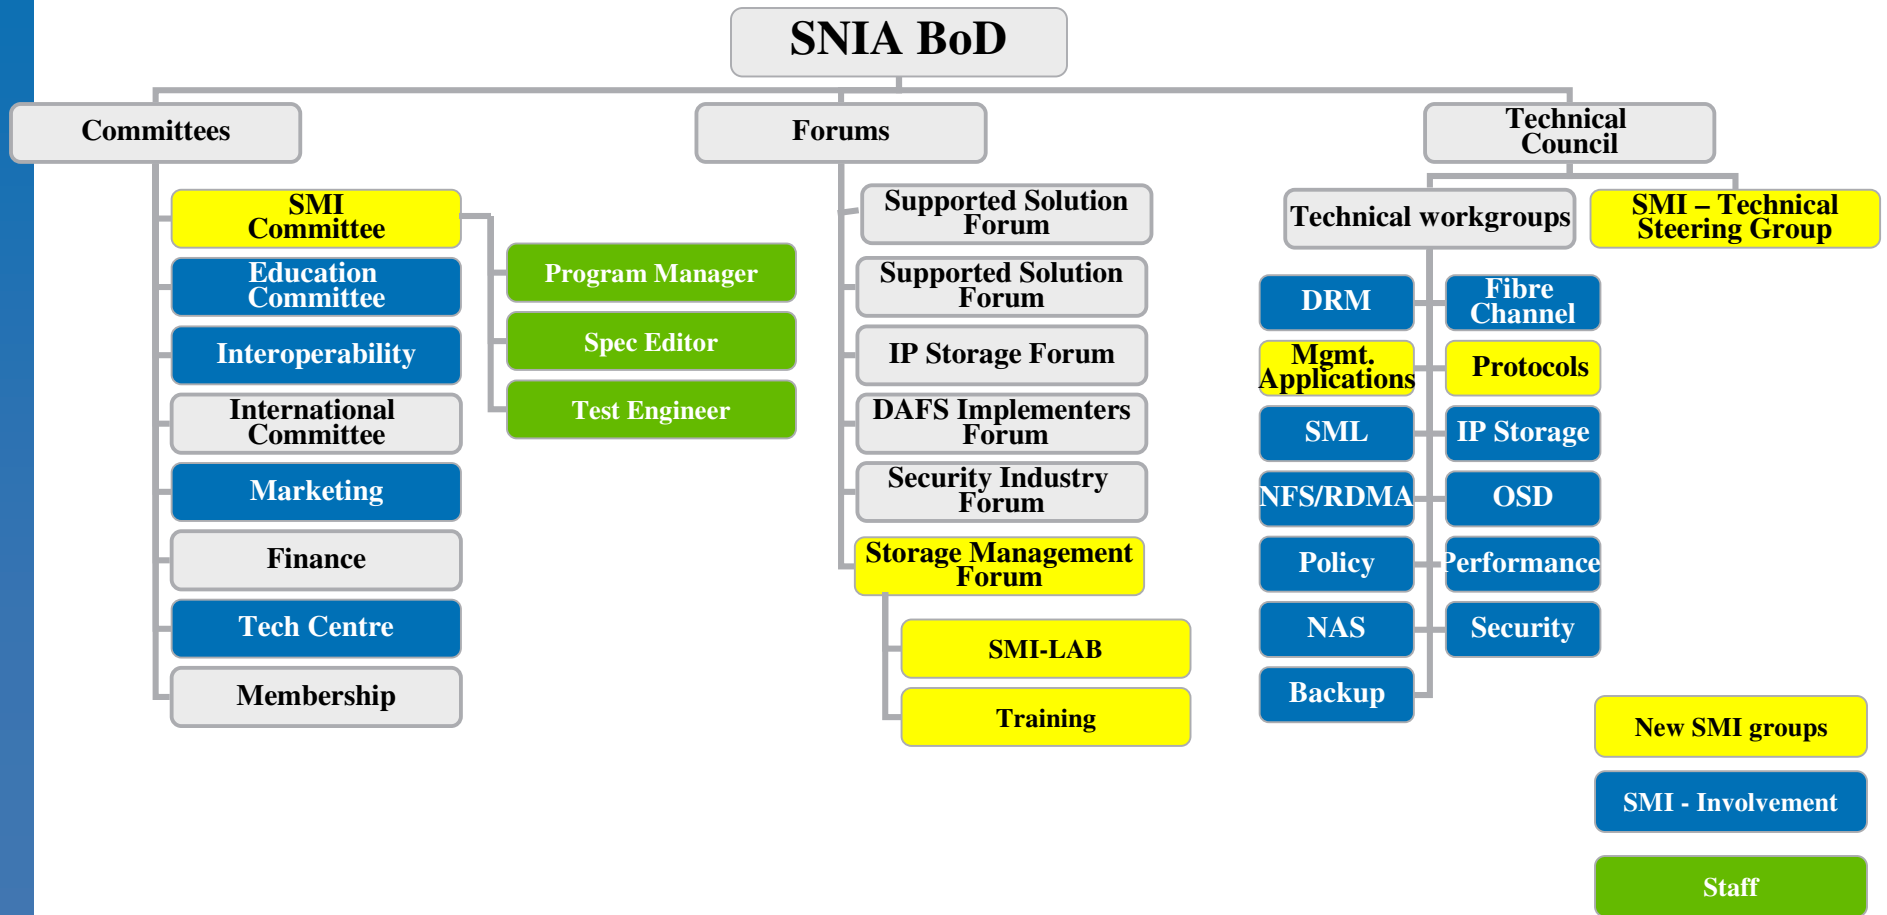 SNIA BoD
Committees
Forums
Technical
Council
SMI
Committee
Education
Committee
Interoperability
International
Committee
Marketing
Finance
Tech Centre
Membership
Program Manager
Spec Editor
Test Engineer
Supported Solution
Forum
Supported Solution
Forum
IP Storage Forum
DAFS Implementers
Forum
Security Industry
Forum
Storage Management
Forum
SMI-LAB
Training
Technical workgroups
SMI – Technical
Steering Group
DRM
Fibre
Channel
Mgmt.
Applications
Protocols
SML
IP Storage
NFS/RDMA
OSD
Policy
Performance
NAS
Security
Backup
New SMI groups
SMI - Involvement
Staff